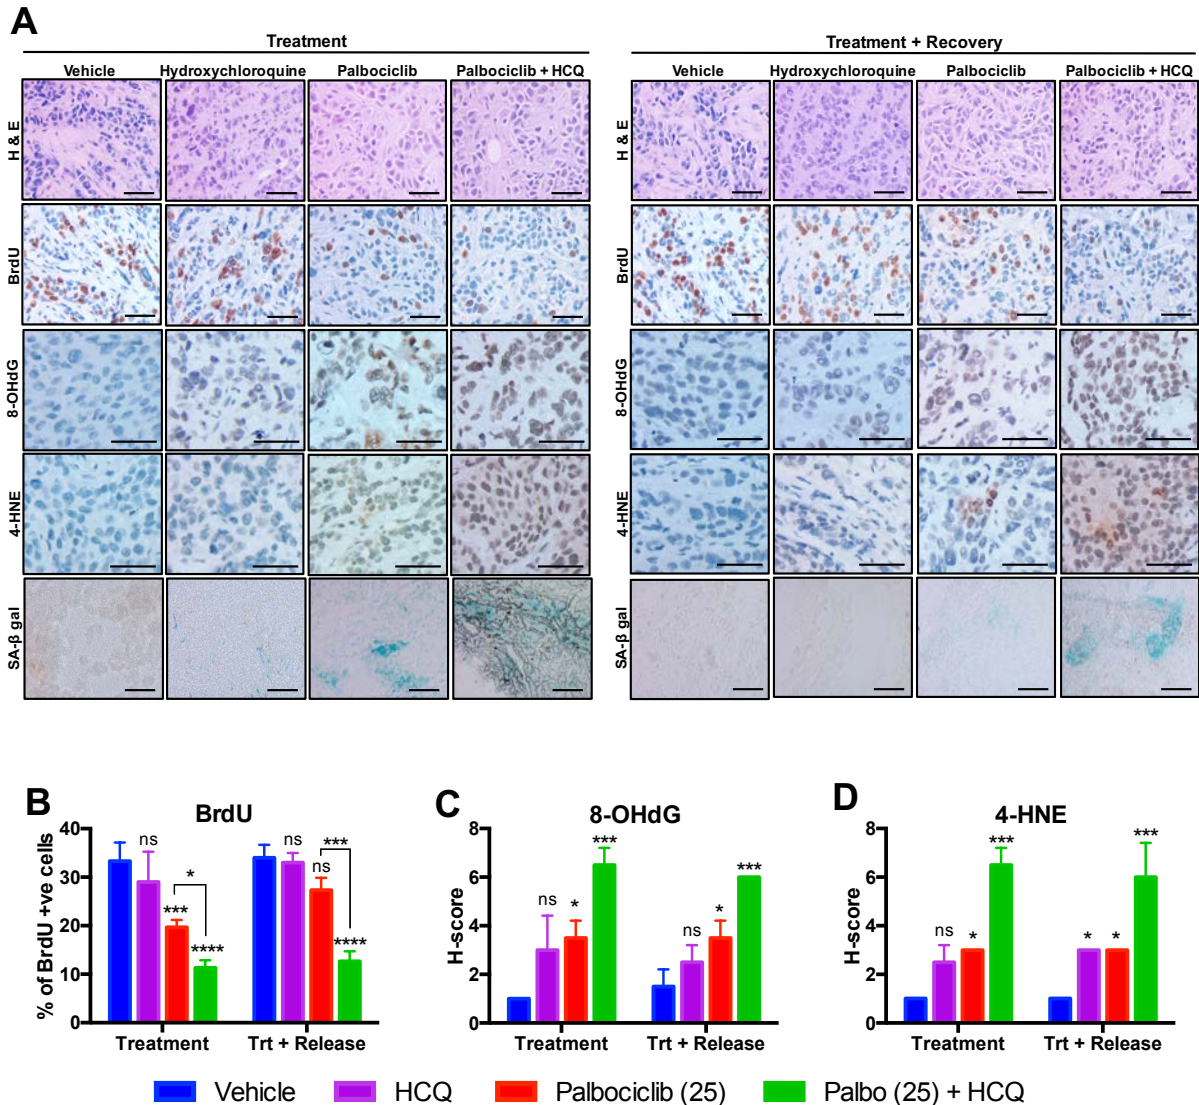 A
Treatment
Treatment + Recovery
Vehicle Hydroxychloroquine Palbociclib Palbociclib + HCQ
Vehicle Hydroxychloroquine Palbociclib Palbociclib + HCQ
H & E
H & E
BrdU
BrdU
8-OHdG
8-OHdG
4-HNE
4-HNE
SA-β gal
SA-β gal
B
BrdU
% of BrdU +ve cells
40
30
20
10
0
ns
***
*
****
ns
ns
***
****
Treatment
Trt + Release
C
8-OHdG
H-score
8
6
4
2
0
ns
*
***
ns
*
***
Treatment
Trt + Release
D
4-HNE
H-score
8
6
4
2
0
ns
*
***
*
*
***
Treatment
Trt + Release
Vehicle HCQ Palbociclib (25) Palbo (25) + HCQ